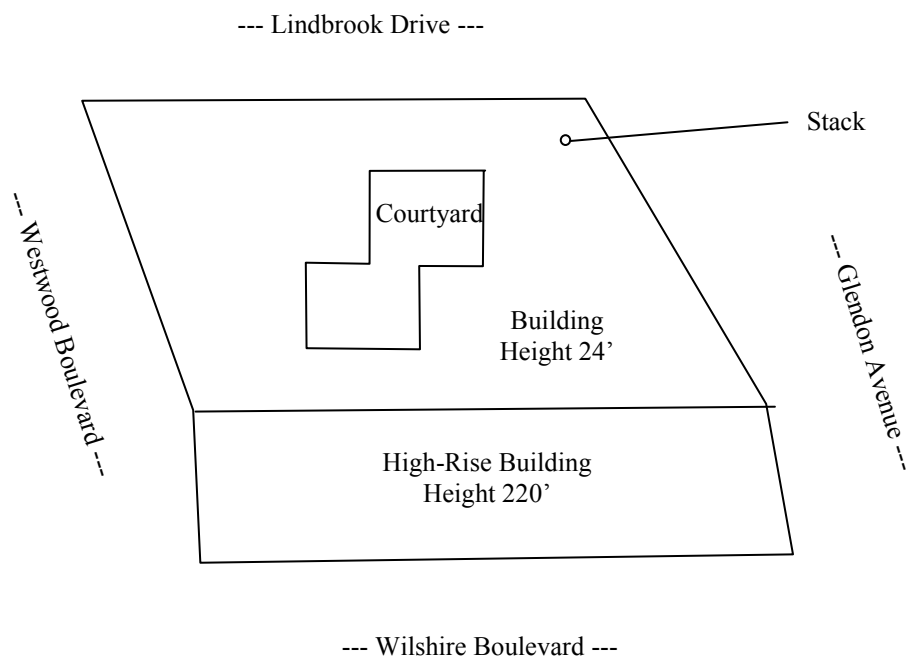 --- Lindbrook Drive ---
Stack
Courtyard
--- Westwood Boulevard ---
--- Glendon Avenue ---
Building
Height 24’
High-Rise Building
Height 220’
--- Wilshire Boulevard ---